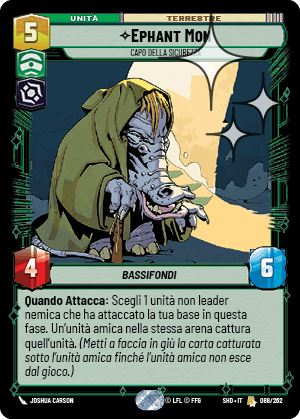 UNITÀ
TERRESTRE
5
Ephant Mon
CAPO DELLA SICUREZZA
4
BASSIFONDI
6
Quando Attacca: Scegli 1 unità non leader
nemica che ha attaccato la tua base in questa
fase. Un'unità amica nella stessa arena cattura
quell'unità. (Metti a faccia in giù la carta catturata
sotto l'unità amica finché l'unità amica non esce
dal gioco.)
JOSHUA CARSON
© LFL © FFG
SHD•IT
R
088/262